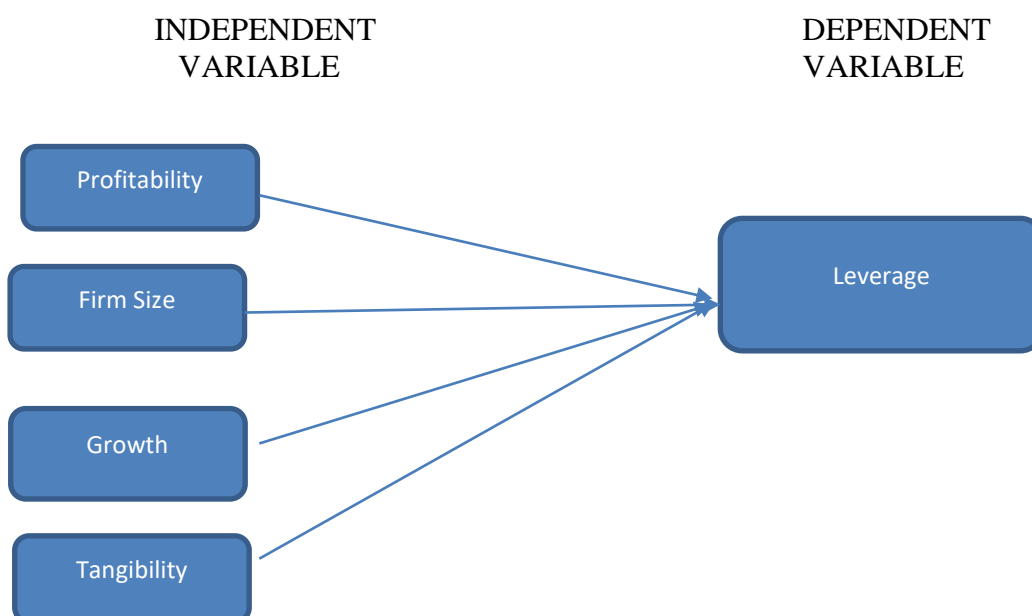 INDEPENDENT
VARIABLE
DEPENDENT
VARIABLE
Profitability
Firm Size
Growth
Tangibility
Leverage